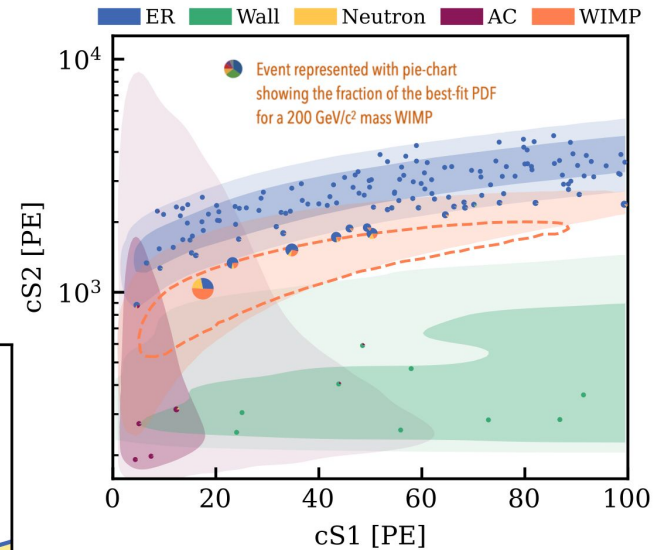 ER Wall Neutron AC WIMP
10⁴
Event represented with pie-chart
showing the fraction of the best-fit PDF
for a 200 GeV/c² mass WIMP
cS2 [PE]
10³
0 20 40 60 80 100
cS1 [PE]